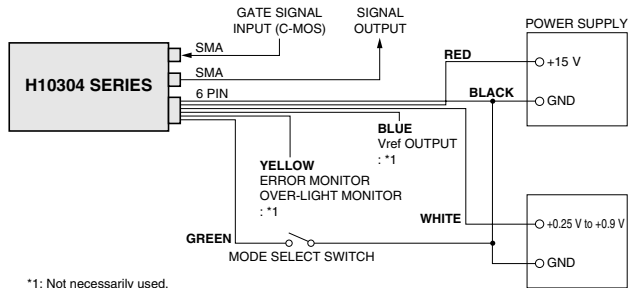 GATE SIGNAL
INPUT (C-MOS)
SIGNAL
OUTPUT
POWER SUPPLY
H10304 SERIES
SMA
SMA
6 PIN
RED
+15 V
BLACK
GND
BLUE
Vref OUTPUT
: *1
YELLOW
ERROR MONITOR
OVER-LIGHT MONITOR
: *1
WHITE
+0.25 V to +0.9 V
GREEN
MODE SELECT SWITCH
GND
*1: Not necessarily used.